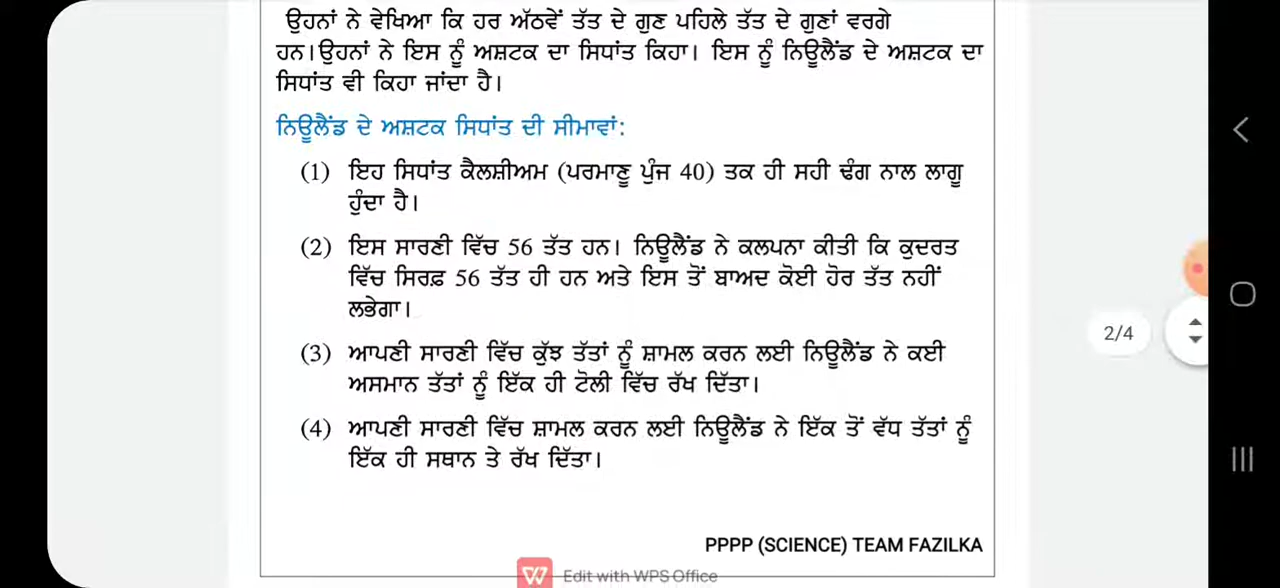 ਉਹਨਾਂ ਨੇ ਵੇਖਿਆ ਕਿ ਹਰ ਅੱਠਵੇਂ ਤੱਤ ਦੇ ਗੁਣ ਪਹਿਲੇ ਤੱਤ ਦੇ ਗੁਣਾਂ ਵਰਗੇ
ਹਨ।ਉਹਨਾਂ ਨੇ ਇਸ ਨੂੰ ਅਸ਼ਟਕ ਦਾ ਸਿਧਾਂਤ ਕਿਹਾ। ਇਸ ਨੂੰ ਨਿਊਲੈਂਡ ਦੇ ਅਸ਼ਟਕ ਦਾ
ਸਿਧਾਂਤ ਵੀ ਕਿਹਾ ਜਾਂਦਾ ਹੈ।
ਨਿਊਲੈਂਡ ਦੇ ਅਸ਼ਟਕ ਸਿਧਾਂਤ ਦੀ ਸੀਮਾਵਾਂ:
(1) ਇਹ ਸਿਧਾਂਤ ਕੈਲਸ਼ੀਅਮ (ਪਰਮਾਣੂ ਪੁੰਜ 40) ਤਕ ਹੀ ਸਹੀ ਢੰਗ ਨਾਲ ਲਾਗੂ
ਹੁੰਦਾ ਹੈ।
(2) ਇਸ ਸਾਰਣੀ ਵਿੱਚ 56 ਤੱਤ ਹਨ। ਨਿਊਲੈਂਡ ਨੇ ਕਲਪਨਾ ਕੀਤੀ ਕਿ ਕੁਦਰਤ
ਵਿੱਚ ਸਿਰਫ਼ 56 ਤੱਤ ਹੀ ਹਨ ਅਤੇ ਇਸ ਤੋਂ ਬਾਅਦ ਕੋਈ ਹੋਰ ਤੱਤ ਨਹੀਂ
ਲਭੇਗਾ।
2/4
(3) ਆਪਣੀ ਸਾਰਣੀ ਵਿੱਚ ਕੁੱਝ ਤੱਤਾਂ ਨੂੰ ਸ਼ਾਮਲ ਕਰਨ ਲਈ ਨਿਊਲੈਂਡ ਨੇ ਕਈ
ਅਸਮਾਨ ਤੱਤਾਂ ਨੂੰ ਇੱਕ ਹੀ ਟੋਲੀ ਵਿੱਚ ਰੱਖ ਦਿੱਤਾ।
(4) ਆਪਣੀ ਸਾਰਣੀ ਵਿੱਚ ਸ਼ਾਮਲ ਕਰਨ ਲਈ ਨਿਊਲੈਂਡ ਨੇ ਇੱਕ ਤੋਂ ਵੱਧ ਤੱਤਾਂ ਨੂੰ
ਇੱਕ ਹੀ ਸਥਾਨ ਤੇ ਰੱਖ ਦਿੱਤਾ।
PPPP (SCIENCE) TEAM FAZILKA
Edit with WPS Office